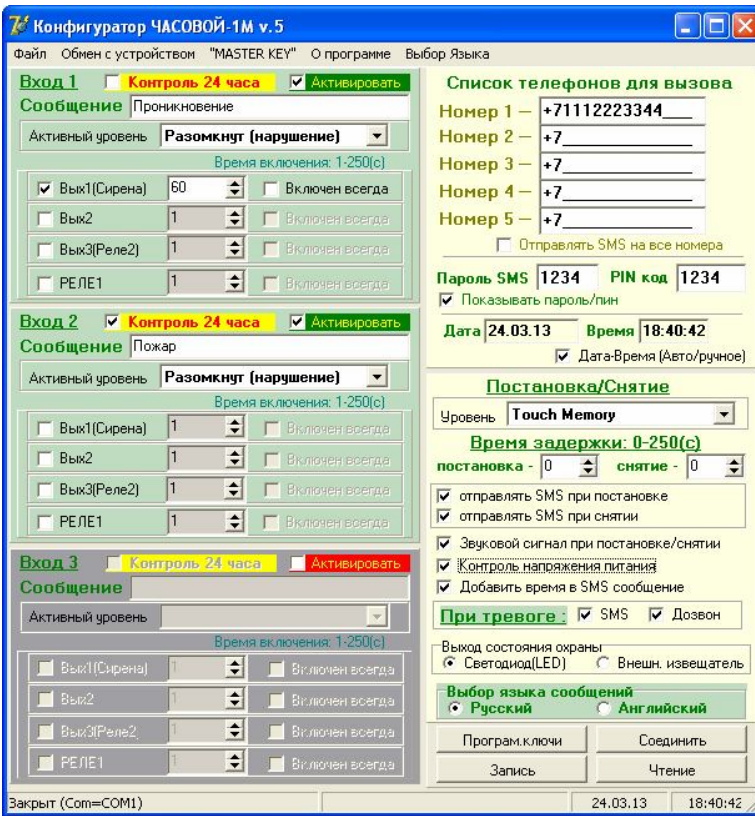 Конфигуратор ЧАСОВОЙ-1М v.5
Файл Обмен с устройством "MASTER KEY" О программе Выбор Языка
Вход 1 Контроль 24 часа Активировать
Сообщение Проникновение
Активный уровень Разомкнут (нарушение)
Время включения: 1-250(с)
Вых1(Сирена) 60 Включен всегда
Вых2 1 Включен всегда
Вых3(Реле2) 1 Включен всегда
РЕЛЕ1 1 Включен всегда
Вход 2 Контроль 24 часа Активировать
Сообщение Пожар
Активный уровень Разомкнут (нарушение)
Время включения: 1-250(с)
Вых1(Сирена) 1 Включен всегда
Вых2 1 Включен всегда
Вых3(Реле2) 1 Включен всегда
РЕЛЕ1 1 Включен всегда
Вход 3 Контроль 24 часа Активировать
Сообщение
Активный уровень
Время включения: 1-250(с)
Вых1(Сирена) 1 Включен всегда
Вых2 1 Включен всегда
Вых3(Реле2) 1 Включен всегда
РЕЛЕ1 1 Включен всегда
Список телефонов для вызова
Номер 1 — +71112223344___
Номер 2 — +7_____________
Номер 3 — +7_____________
Номер 4 — +7_____________
Номер 5 — +7_____________
Отправлять SMS на все номера
Пароль SMS 1234 PIN код 1234
Показывать пароль/пин
Дата 24.03.13 Время 18:40:42
Дата-Время (Авто/ручное)
Постановка/Снятие
Уровень Touch Memory
Время задержки: 0-250(с)
постановка - 0 снятие - 0
отправлять SMS при постановке
отправлять SMS при снятии
Звуковой сигнал при постановке/снятии
Контроль напряжения питания
Добавить время в SMS сообщение
При тревоге : SMS Дозвон
Выход состояния охраны
Светодиод(LED) Внешн. извещатель
Выбор языка сообщений
Русский Английский
Програм.ключи Соединить
Запись Чтение
Закрыт (Com=COM1) 24.03.13 18:40:42